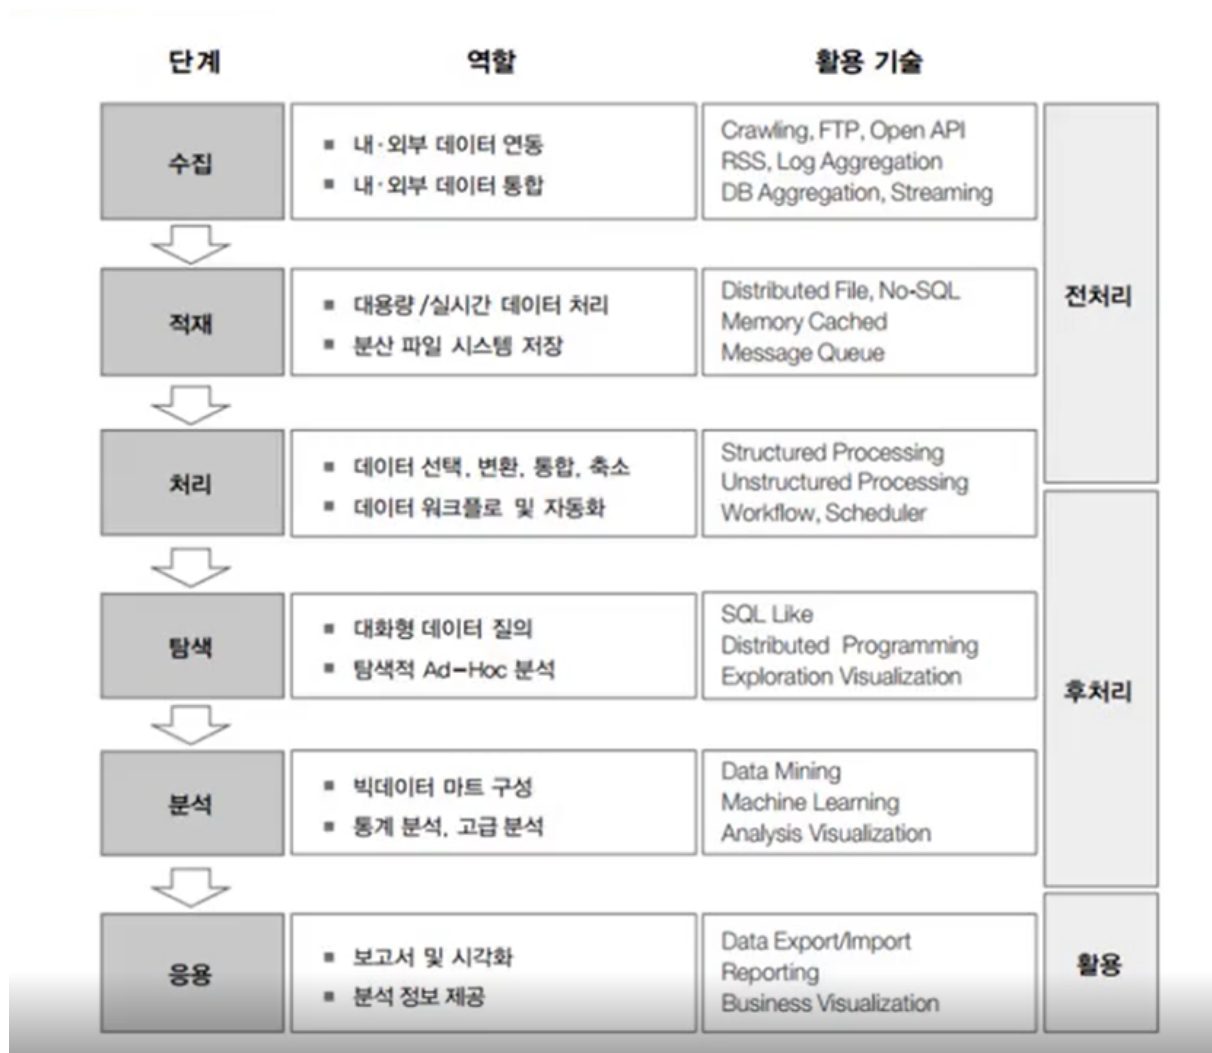 단계 역할 활용 기술
수집
▪ 내·외부 데이터 연동
▪ 내·외부 데이터 통합
Crawling, FTP, Open API
RSS, Log Aggregation
DB Aggregation, Streaming
적재
▪ 대용량/실시간 데이터 처리
▪ 분산 파일 시스템 저장
Distributed File, No-SQL
Memory Cached
Message Queue
전처리
처리
▪ 데이터 선택, 변환, 통합, 축소
▪ 데이터 워크플로 및 자동화
Structured Processing
Unstructured Processing
Workflow, Scheduler
탐색
▪ 대화형 데이터 질의
▪ 탐색적 Ad-Hoc 분석
SQL Like
Distributed Programming
Exploration Visualization
후처리
분석
▪ 빅데이터 마트 구성
▪ 통계 분석, 고급 분석
Data Mining
Machine Learning
Analysis Visualization
응용
▪ 보고서 및 시각화
▪ 분석 정보 제공
Data Export/Import
Reporting
Business Visualization
활용